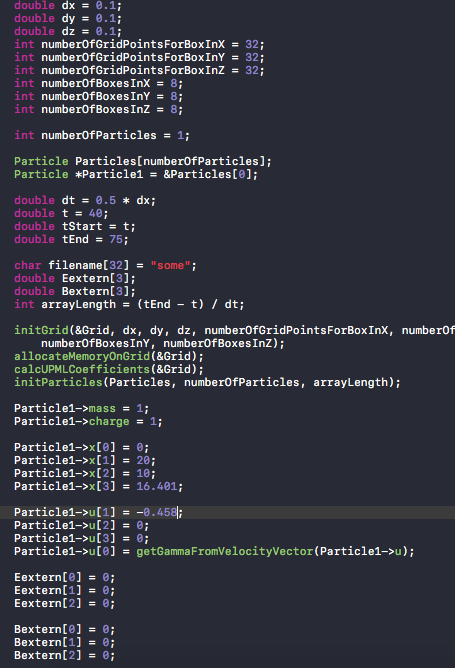 double dx = 0.1;
double dy = 0.1;
double dz = 0.1;
int numberOfGridPointsForBoxInX = 32;
int numberOfGridPointsForBoxInY = 32;
int numberOfGridPointsForBoxInZ = 32;
int numberOfBoxesInX = 8;
int numberOfBoxesInY = 8;
int numberOfBoxesInZ = 8;
int numberOfParticles = 1;
Particle Particles[numberOfParticles];
Particle *Particle1 = &Particles[0];
double dt = 0.5 * dx;
double t = 40;
double tStart = t;
double tEnd = 75;
char filename[32] = "some";
double Eextern[3];
double Bextern[3];
int arrayLength = (tEnd - t) / dt;
initGrid(&Grid, dx, dy, dz, numberOfGridPointsForBoxInX, numberOf
numberOfBoxesInY, numberOfBoxesInZ);
allocateMemoryOnGrid(&Grid);
calcUPMLCoefficients(&Grid);
initParticles(Particles, numberOfParticles, arrayLength);
Particle1->mass = 1;
Particle1->charge = 1;
Particle1->x[0] = 0;
Particle1->x[1] = 20;
Particle1->x[2] = 10;
Particle1->x[3] = 16.401;
Particle1->u[1] = -0.458;
Particle1->u[2] = 0;
Particle1->u[3] = 0;
Particle1->u[0] = getGammaFromVelocityVector(Particle1->u);
Eextern[0] = 0;
Eextern[1] = 0;
Eextern[2] = 0;
Bextern[0] = 0;
Bextern[1] = 0;
Bextern[2] = 0;